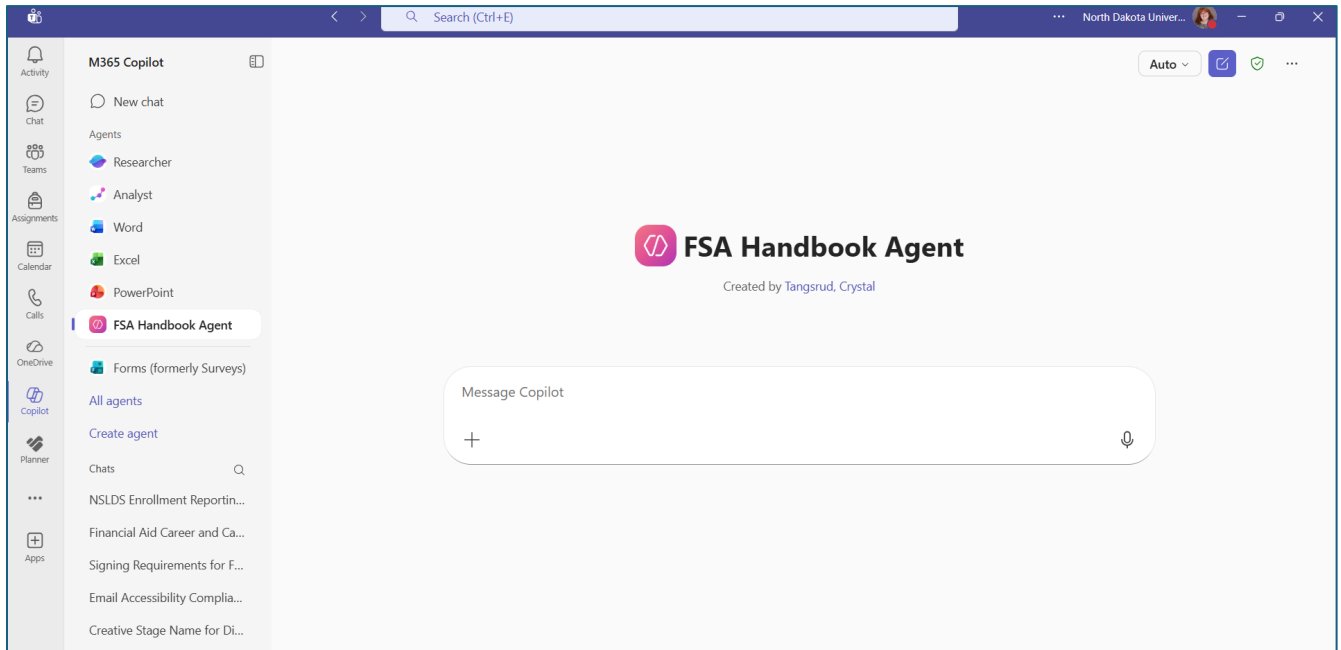 Search (Ctrl+E)
North Dakota Univer...
Activity
Chat
Teams
Assignments
Calendar
Calls
OneDrive
Copilot
Planner
Apps
M365 Copilot
New chat
Agents
Researcher
Analyst
Word
Excel
PowerPoint
FSA Handbook Agent
Forms (formerly Surveys)
All agents
Create agent
Chats
NSLDS Enrollment Reportin...
Financial Aid Career and Ca...
Signing Requirements for F...
Email Accessibility Complia...
Creative Stage Name for Di...
Auto
FSA Handbook Agent
Created by Tangsrud, Crystal
Message Copilot